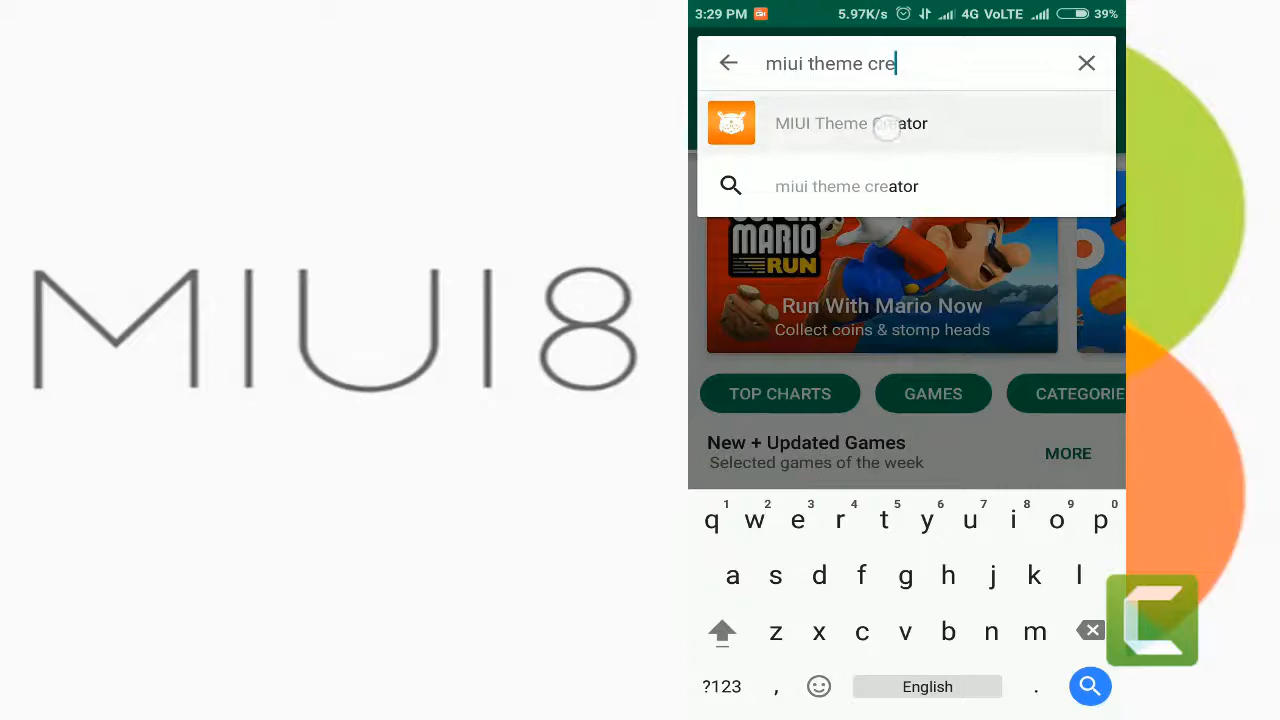 MIUI 8
3:29 PM 5.97K/s 4G VoLTE 39%
miui theme cre
MIUI Theme Creator
miui theme creator
SUPER
MARIO
RUN
Run With Mario Now
Collect coins & stomp heads
TOP CHARTS GAMES CATEGORIE
New + Updated Games
Selected games of the week
MORE
1 2 3 4 5 6 7 8 9 0
q w e r t y u i o p
a s d f g h j k l
z x c v b n m
?123 , English .